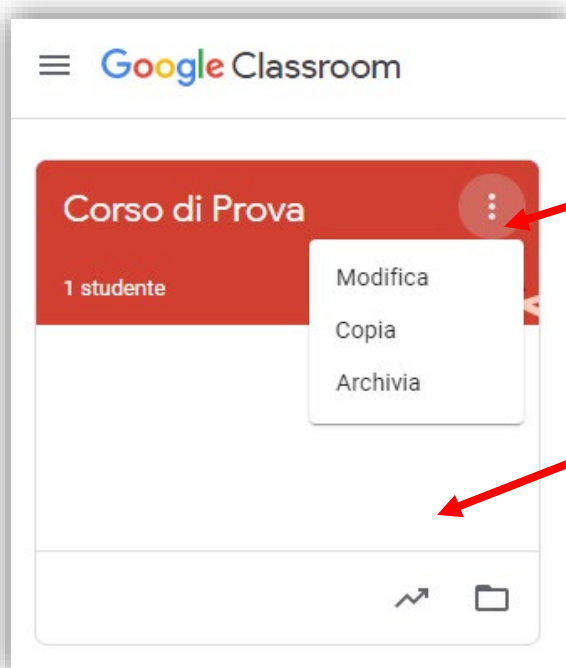 Google Classroom
Corso di Prova
1 studente
Modifica
Copia
Archivia